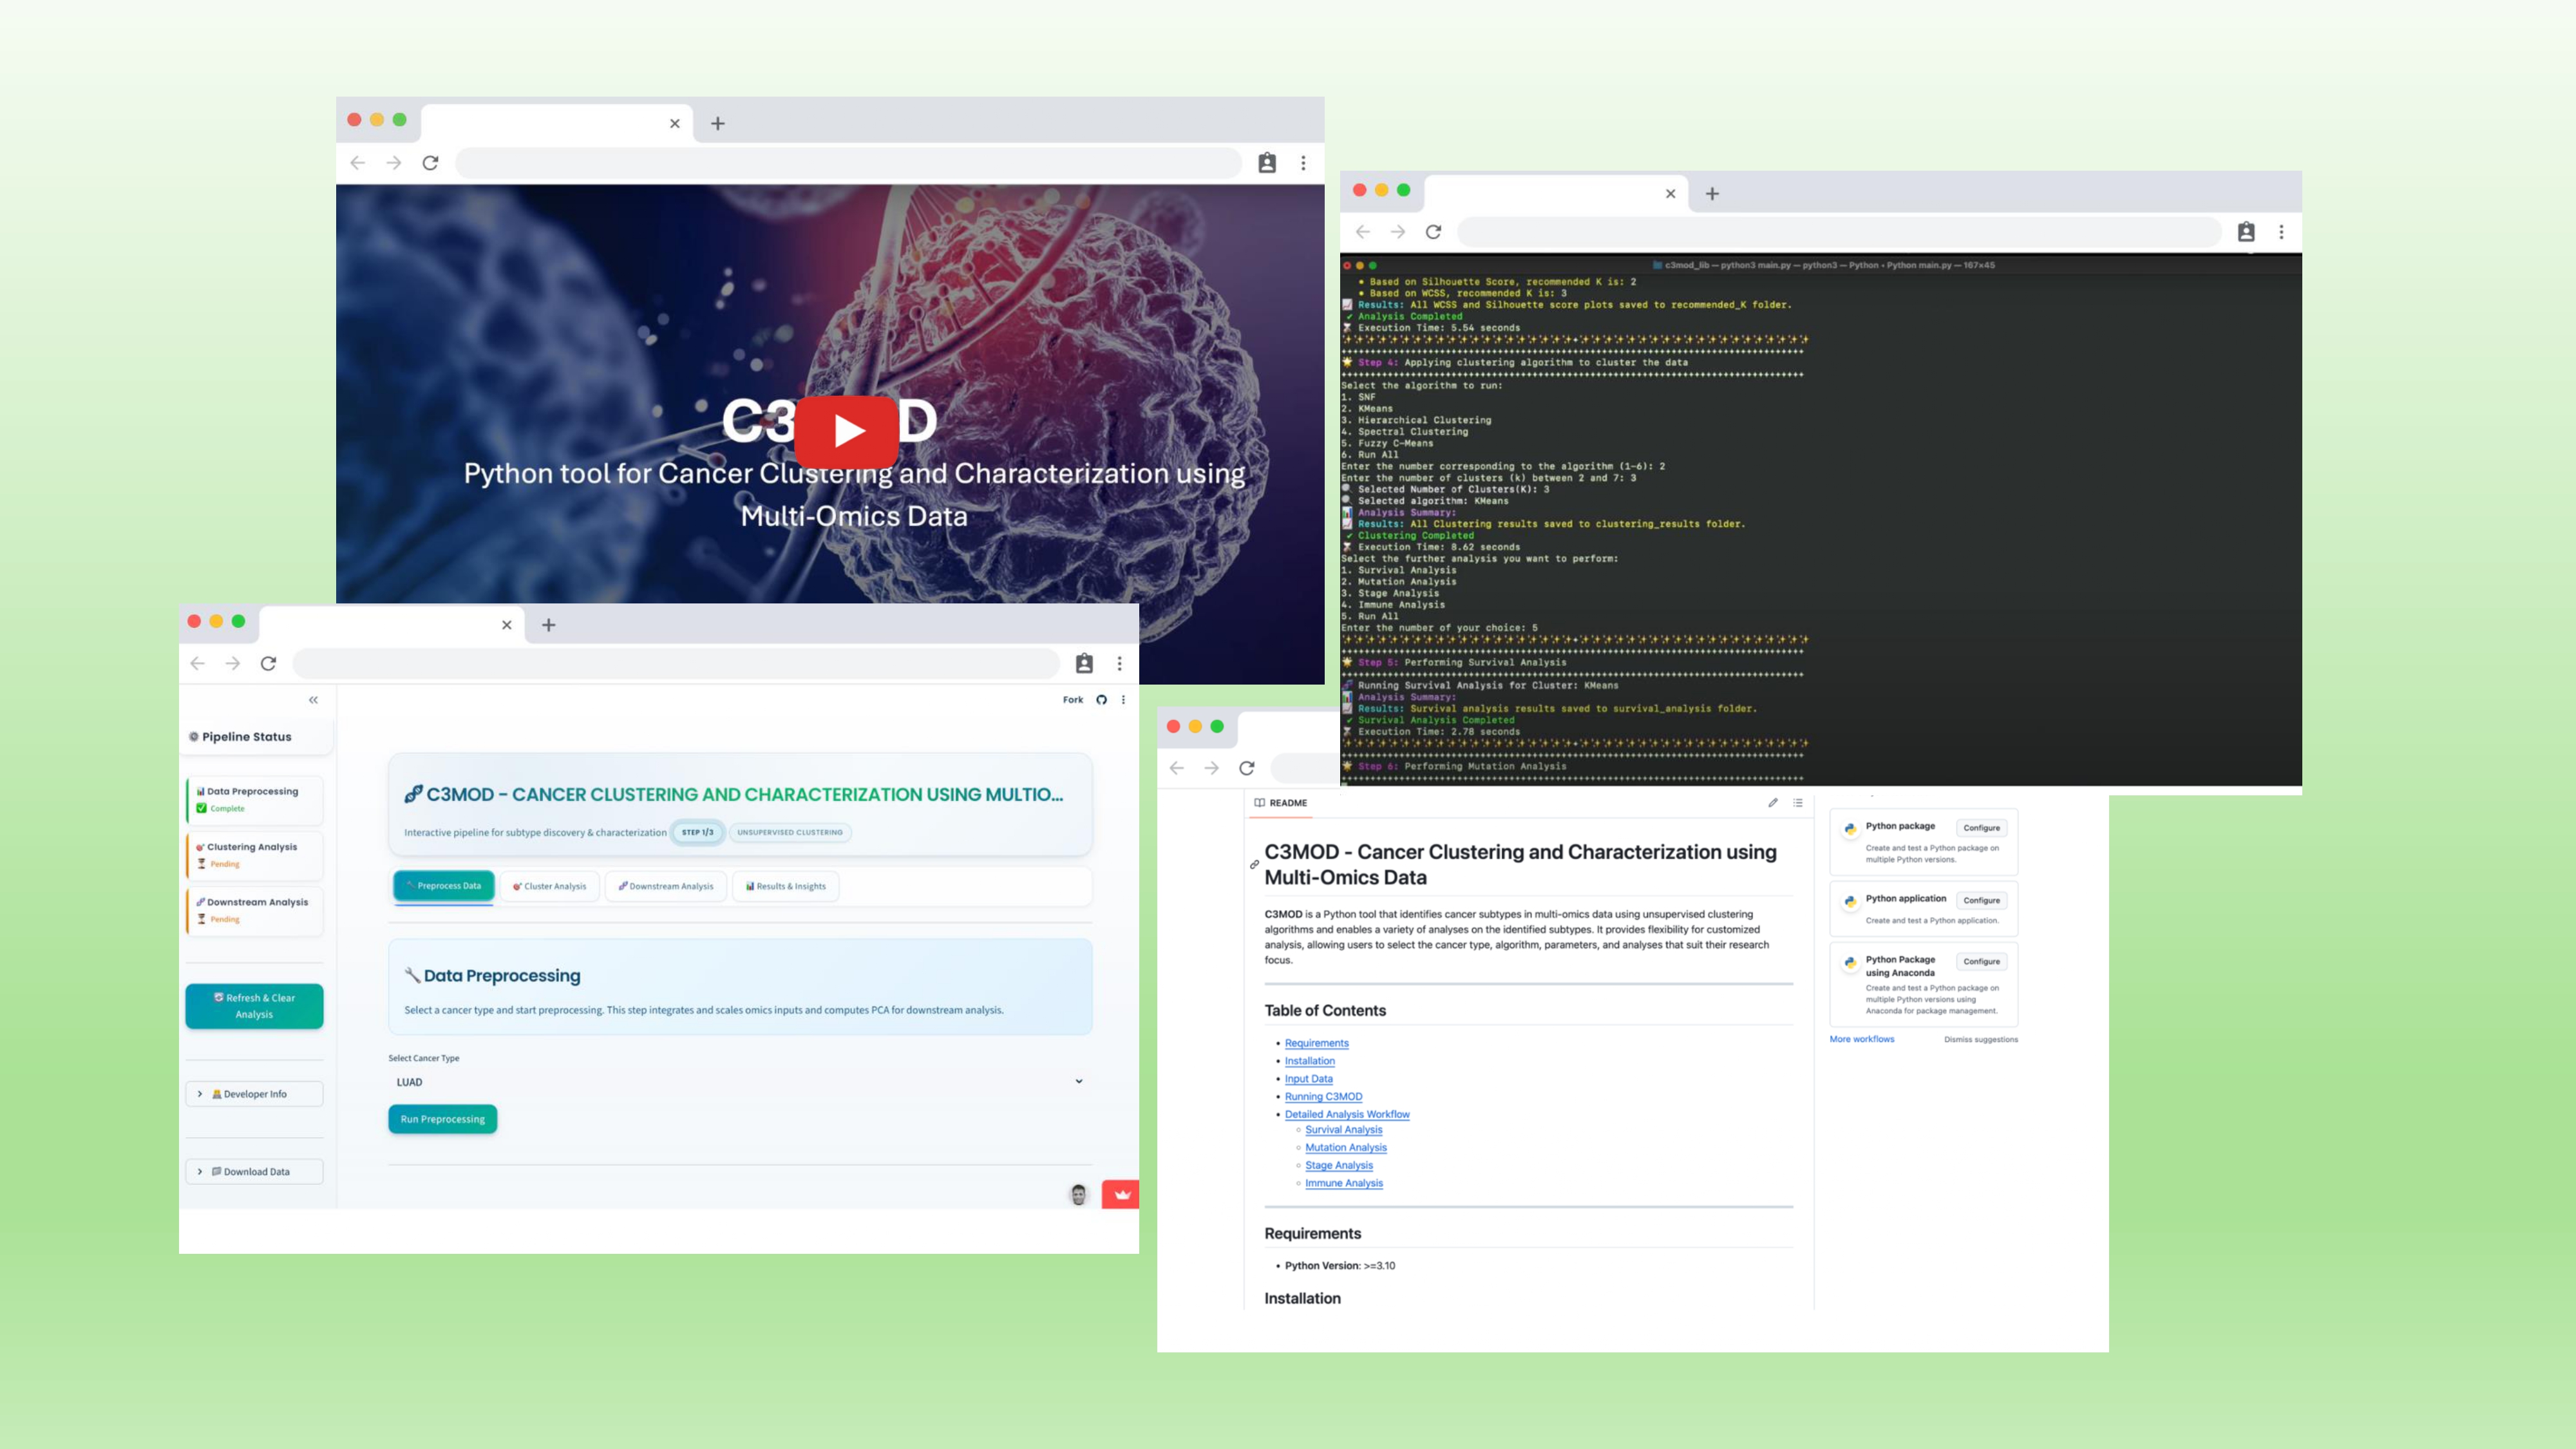 C3
D
Python tool for Cancer Clustering and Characterization using
Multi-Omics Data
c3mod_lib — python3 main.py — python3 — Python • Python main.py — 167×45
• Based on Silhouette Score, recommended K is: 2
• Based on WCSS, recommended K is: 3
Results: All WCSS and Silhouette score plots saved to recommended_K folder.
✔ Analysis Completed
Execution Time: 5.54 seconds
Step 4: Applying clustering algorithm to cluster the data
Select the algorithm to run:
1. SNF
2. KMeans
3. Hierarchical Clustering
4. Spectral Clustering
5. Fuzzy C-Means
6. Run All
Enter the number corresponding to the algorithm (1-6): 2
Enter the number of clusters (k) between 2 and 7: 3
Selected Number of Clusters(K): 3
Selected algorithm: KMeans
Analysis Summary:
Results: All Clustering results saved to clustering_results folder.
✔ Clustering Completed
Execution Time: 8.62 seconds
Select the further analysis you want to perform:
1. Survival Analysis
2. Mutation Analysis
3. Stage Analysis
4. Immune Analysis
5. Run All
Enter the number of your choice: 5
Step 5: Performing Survival Analysis
Running Survival Analysis for Cluster: KMeans
Analysis Summary:
Results: Survival analysis results saved to survival_analysis folder.
✔ Survival Analysis Completed
Execution Time: 2.78 seconds
Step 6: Performing Mutation Analysis
Fork
Pipeline Status
Data Preprocessing
Complete
Clustering Analysis
Pending
Downstream Analysis
Pending
Refresh & Clear
Analysis
Developer Info
Download Data
C3MOD - CANCER CLUSTERING AND CHARACTERIZATION USING MULTIO...
Interactive pipeline for subtype discovery & characterization STEP 1/3 UNSUPERVISED CLUSTERING
Preprocess Data Cluster Analysis Downstream Analysis Results & Insights
Data Preprocessing
Select a cancer type and start preprocessing. This step integrates and scales omics inputs and computes PCA for downstream analysis.
Select Cancer Type
LUAD
Run Preprocessing
README
C3MOD - Cancer Clustering and Characterization using
Multi-Omics Data
C3MOD is a Python tool that identifies cancer subtypes in multi-omics data using unsupervised clustering
algorithms and enables a variety of analyses on the identified subtypes. It provides flexibility for customized
analysis, allowing users to select the cancer type, algorithm, parameters, and analyses that suit their research
focus.
Table of Contents
• Requirements
• Installation
• Input Data
• Running C3MOD
• Detailed Analysis Workflow
◦ Survival Analysis
◦ Mutation Analysis
◦ Stage Analysis
◦ Immune Analysis
Requirements
• Python Version: >=3.10
Installation
Python package Configure
Create and test a Python package on
multiple Python versions.
Python application Configure
Create and test a Python application.
Python Package
using Anaconda
Configure
Create and test a Python package on
multiple Python versions using
Anaconda for package management.
More workflows Dismiss suggestions